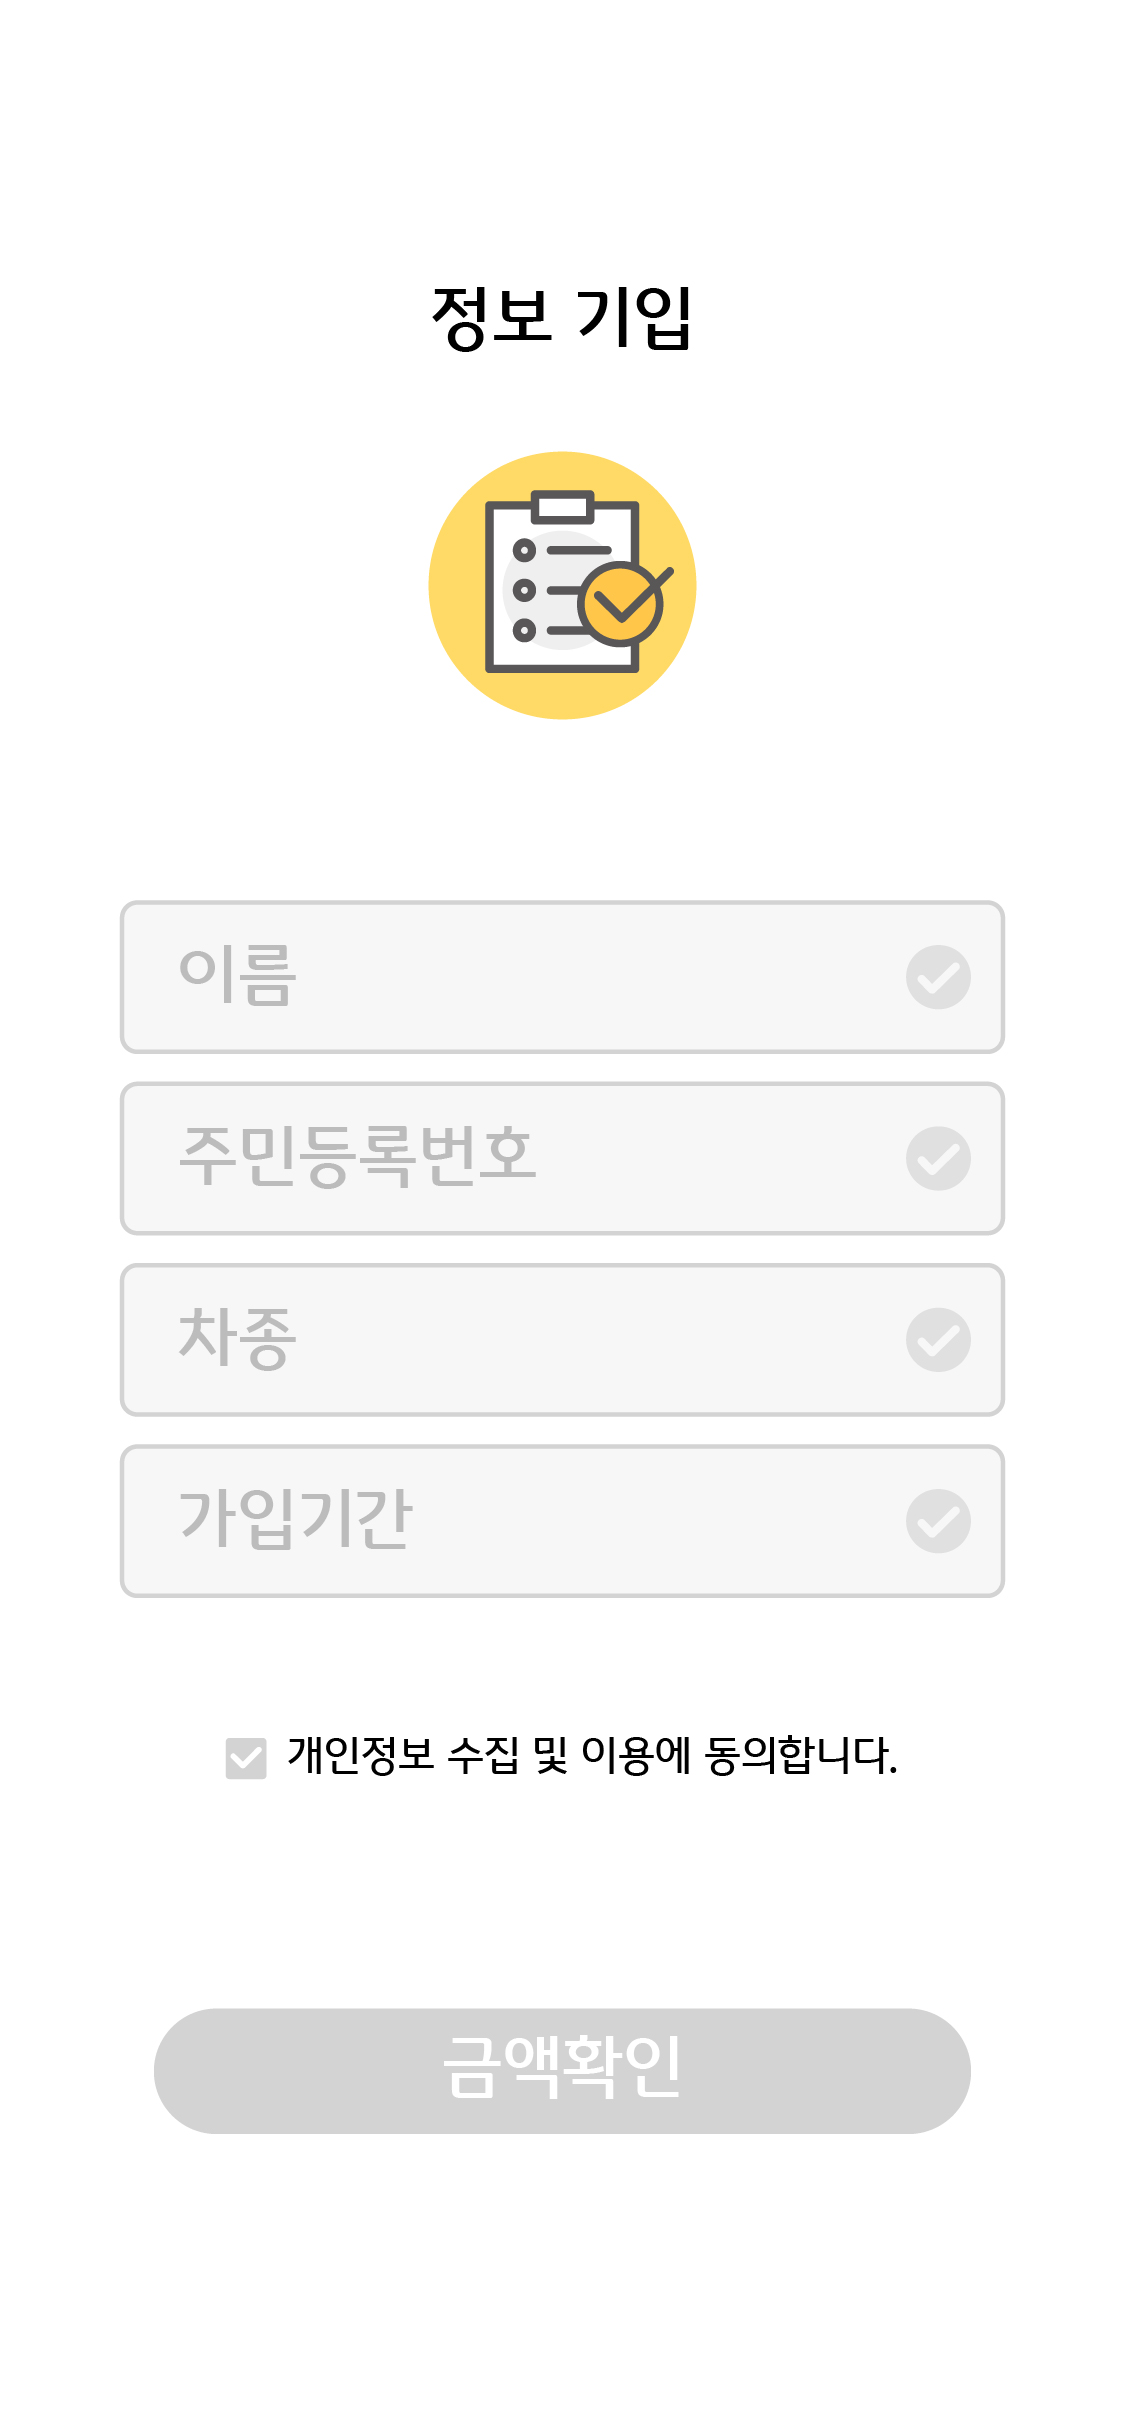 정보 기입
이름
주민등록번호
차종
가입기간
개인정보 수집 및 이용에 동의합니다.
금액확인